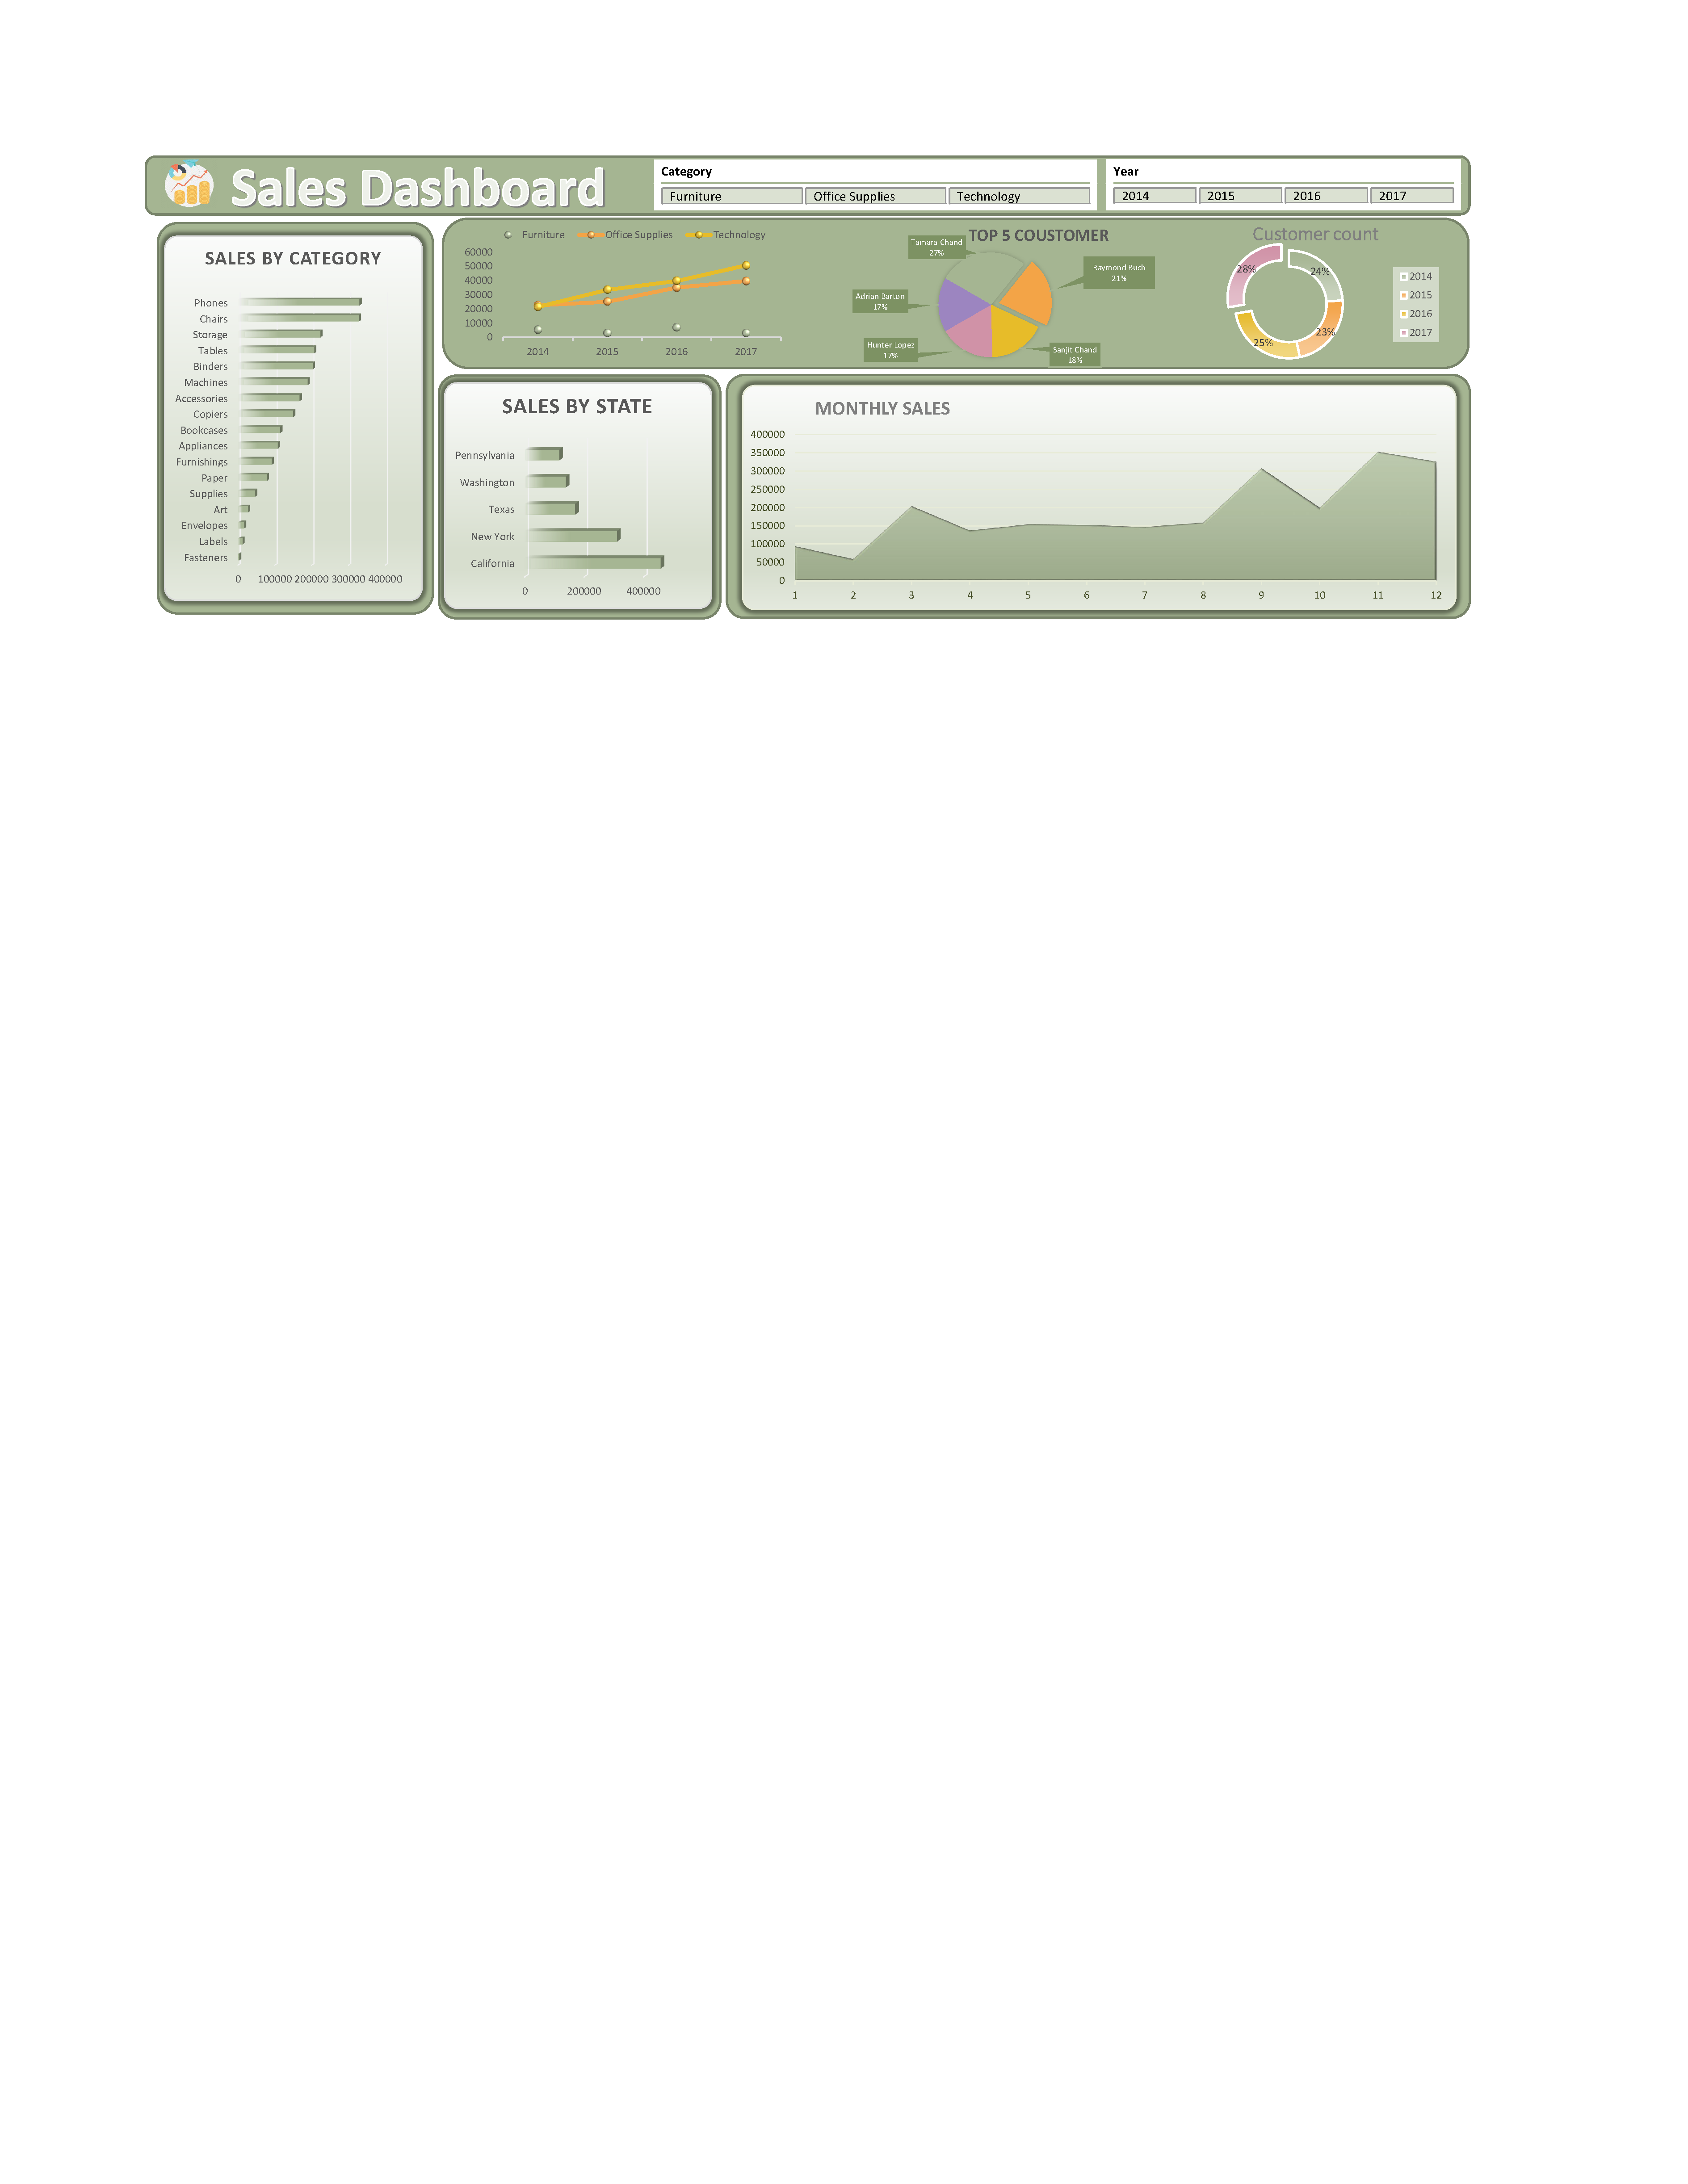 Sales Dashboard
Category
Furniture
Office Supplies
Technology
Year
2014
2015
2016
2017
SALES BY CATEGORY
Phones
Chairs
Storage
Tables
Binders
Machines
Accessories
Copiers
Bookcases
Appliances
Furnishings
Paper
Supplies
Art
Envelopes
Labels
Fasteners
0 100000 200000 300000 400000
Furniture Office Supplies Technology
60000
50000
40000
30000
20000
10000
0
2014 2015 2016 2017
TOP 5 COUSTOMER
Tamara Chand
27%
Raymond Buch
21%
Adrian Barton
17%
Hunter Lopez
17%
Sanjit Chand
18%
Customer count
28%
24%
23%
25%
2014
2015
2016
2017
SALES BY STATE
Pennsylvania
Washington
Texas
New York
California
0 200000 400000
MONTHLY SALES
400000
350000
300000
250000
200000
150000
100000
50000
0
1 2 3 4 5 6 7 8 9 10 11 12